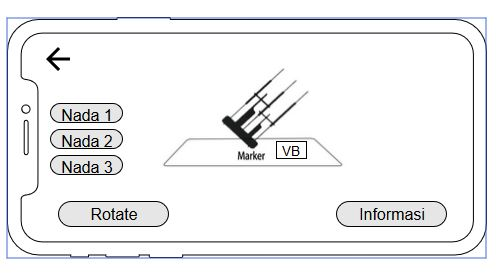 Nada 1
Nada 2
Nada 3
Marker
VB
Rotate
Informasi